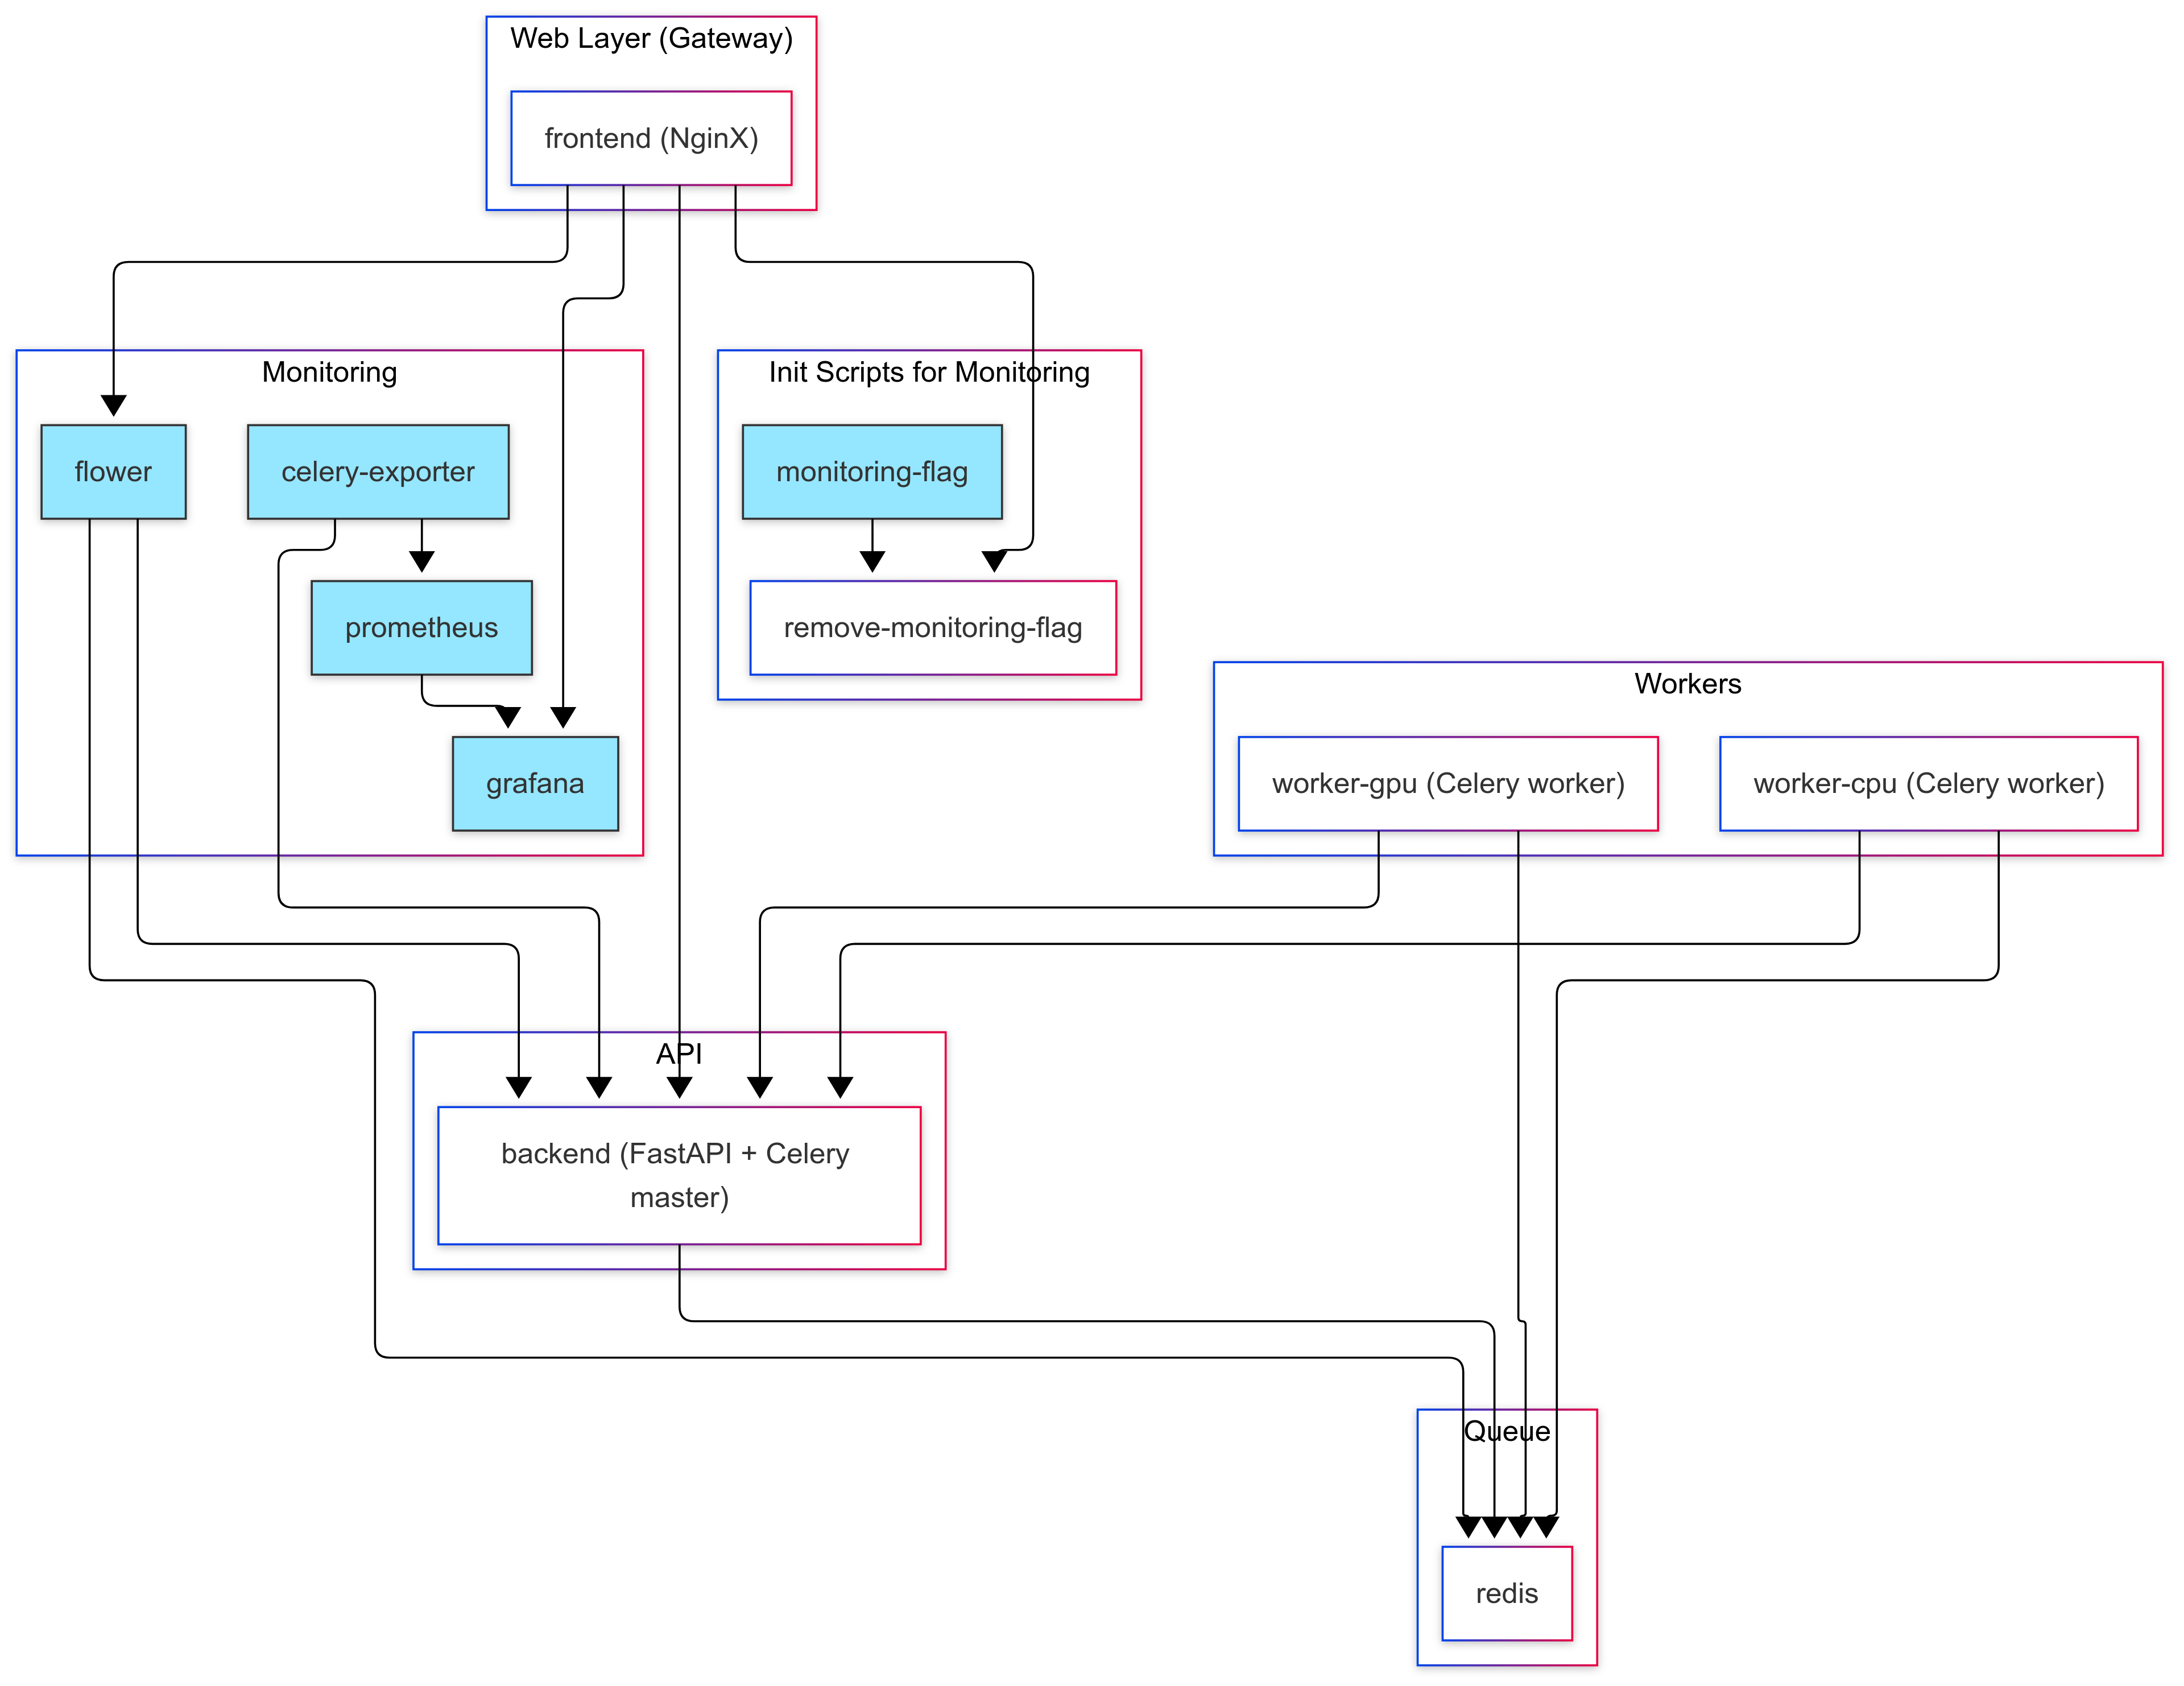 Web Layer (Gateway)
frontend (NginX)
Monitoring
Init Scripts for Monitoring
flower
celery-exporter
monitoring-flag
prometheus
remove-monitoring-flag
Workers
grafana
worker-gpu (Celery worker)
worker-cpu (Celery worker)
API
backend (FastAPI + Celery
master)
Queue
redis